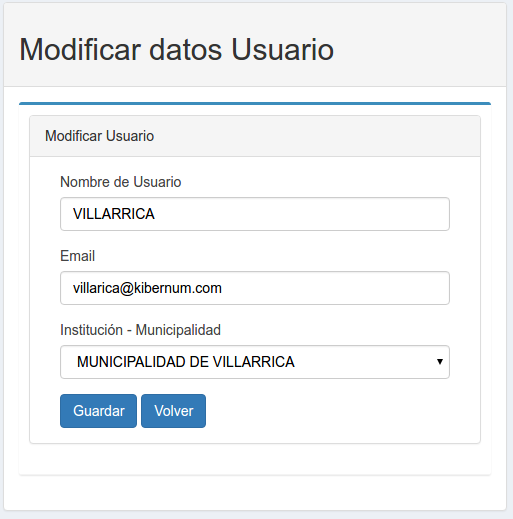 Modificar datos Usuario
Modificar Usuario
Nombre de Usuario
VILLARRICA
Email
villarica@kibernum.com
Institución - Municipalidad
MUNICIPALIDAD DE VILLARRICA
Guardar Volver